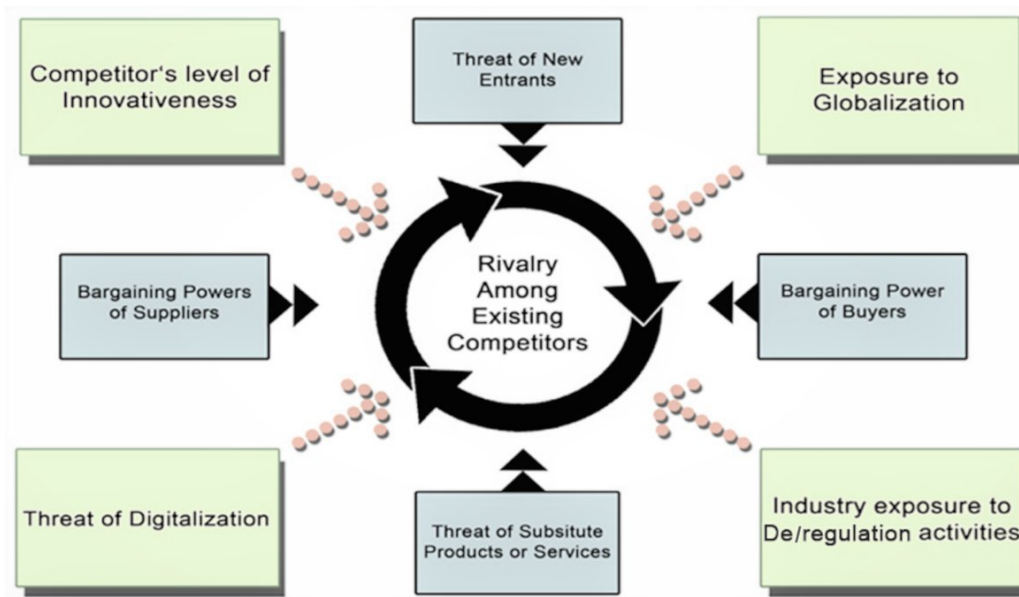 Competitor's level of
Innovativeness
Threat of New
Entrants
Exposure to
Globalization
Bargaining Powers
of Suppliers
Rivalry
Among
Existing
Competitors
Bargaining Power
of Buyers
Threat of Digitalization
Threat of Subsitute
Products or Services
Industry exposure to
De/regulation activities